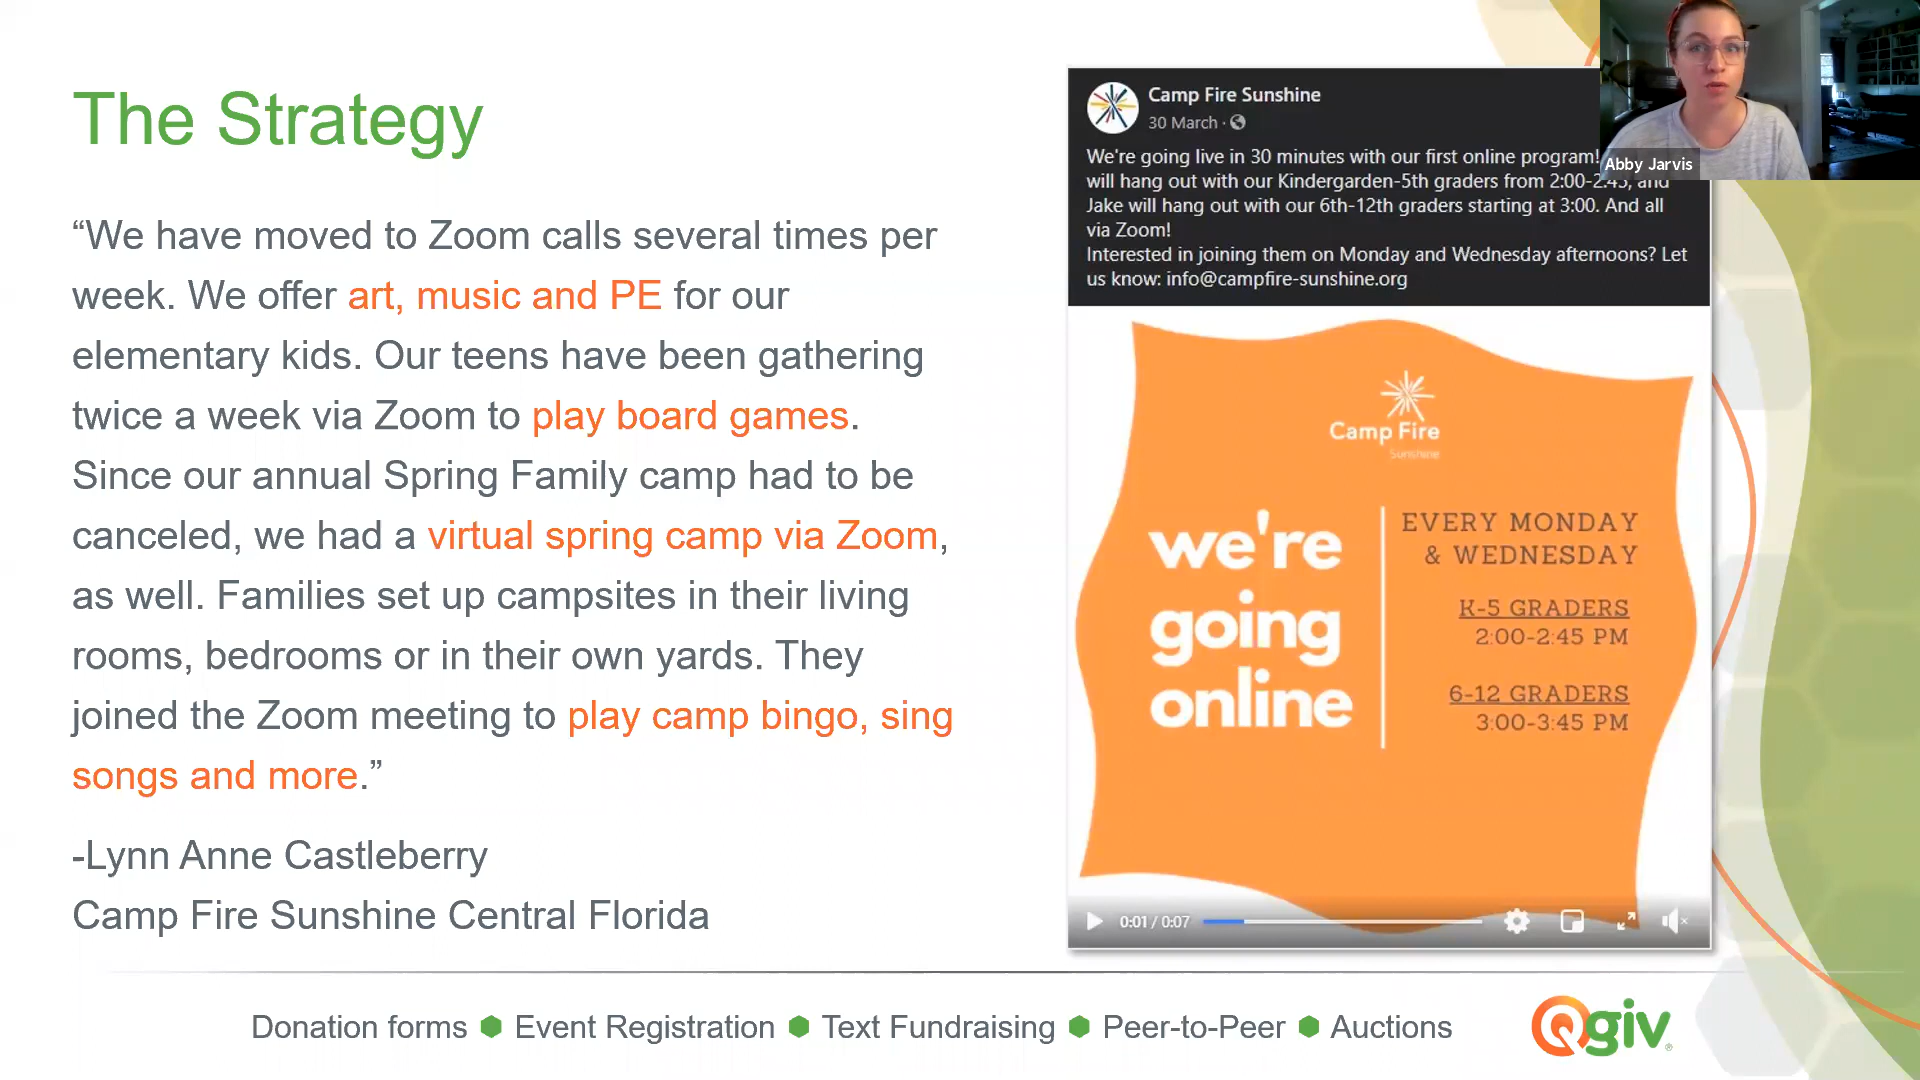 The Strategy
“We have moved to Zoom calls several times per
week. We offer art, music and PE for our
elementary kids. Our teens have been gathering
twice a week via Zoom to play board games.
Since our annual Spring Family camp had to be
canceled, we had a virtual spring camp via Zoom,
as well. Families set up campsites in their living
rooms, bedrooms or in their own yards. They
joined the Zoom meeting to play camp bingo, sing
songs and more.”
-Lynn Anne Castleberry
Camp Fire Sunshine Central Florida
Camp Fire Sunshine
30 March ·
We're going live in 30 minutes with our first online program!
will hang out with our Kindergarden-5th graders from 2:00-2:45, and
Jake will hang out with our 6th-12th graders starting at 3:00. And all
via Zoom!
Interested in joining them on Monday and Wednesday afternoons? Let
us know: info@campfire-sunshine.org
Camp Fire
Sunshine
we're
going
online
EVERY MONDAY
& WEDNESDAY
K-5 GRADERS
2:00-2:45 PM
6-12 GRADERS
3:00-3:45 PM
0:01 / 0:07
Abby Jarvis
Donation forms Event Registration Text Fundraising Peer-to-Peer Auctions
Qgiv